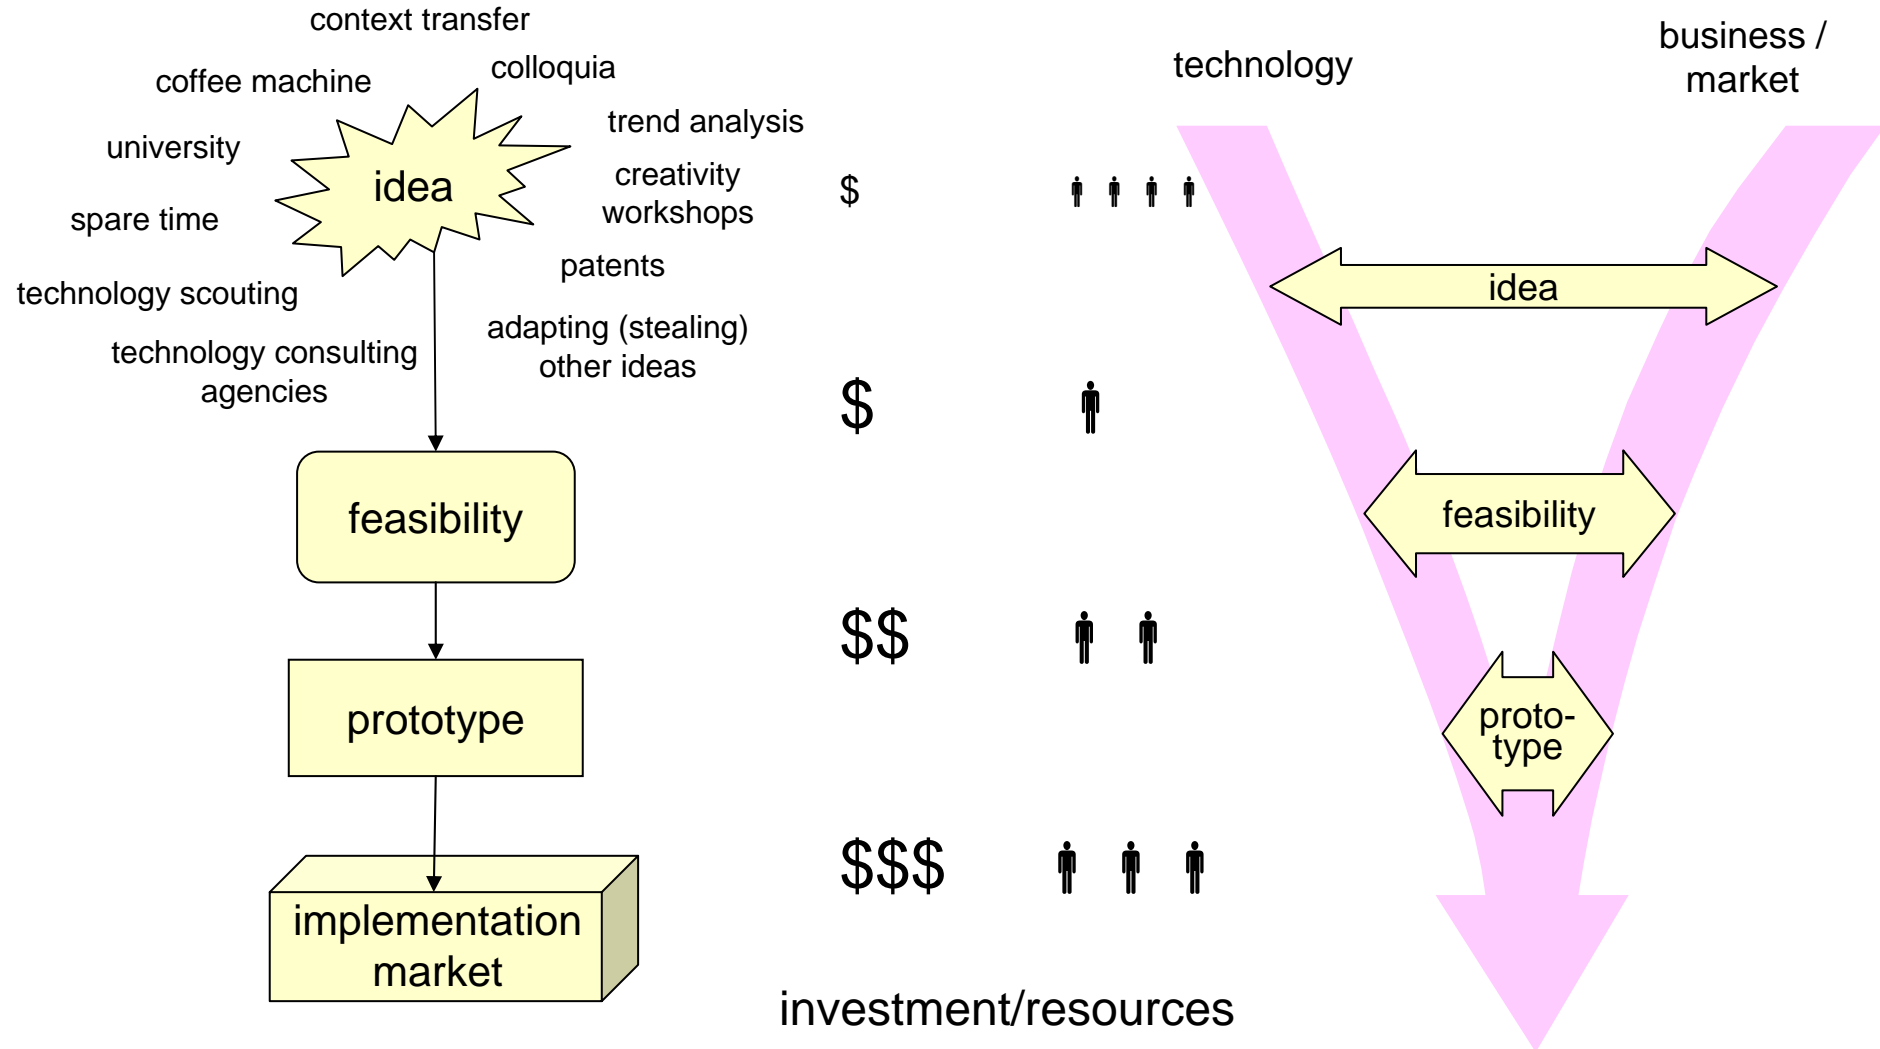 context transfer
coffee machine
colloquia
university
trend analysis
idea
creativity
workshops
spare time
patents
technology scouting
adapting (stealing)
other ideas
technology consulting
agencies
feasibility
prototype
implementation
market
$
$
$$
$$$
investment/resources
technology
business /
market
idea
feasibility
proto-
type